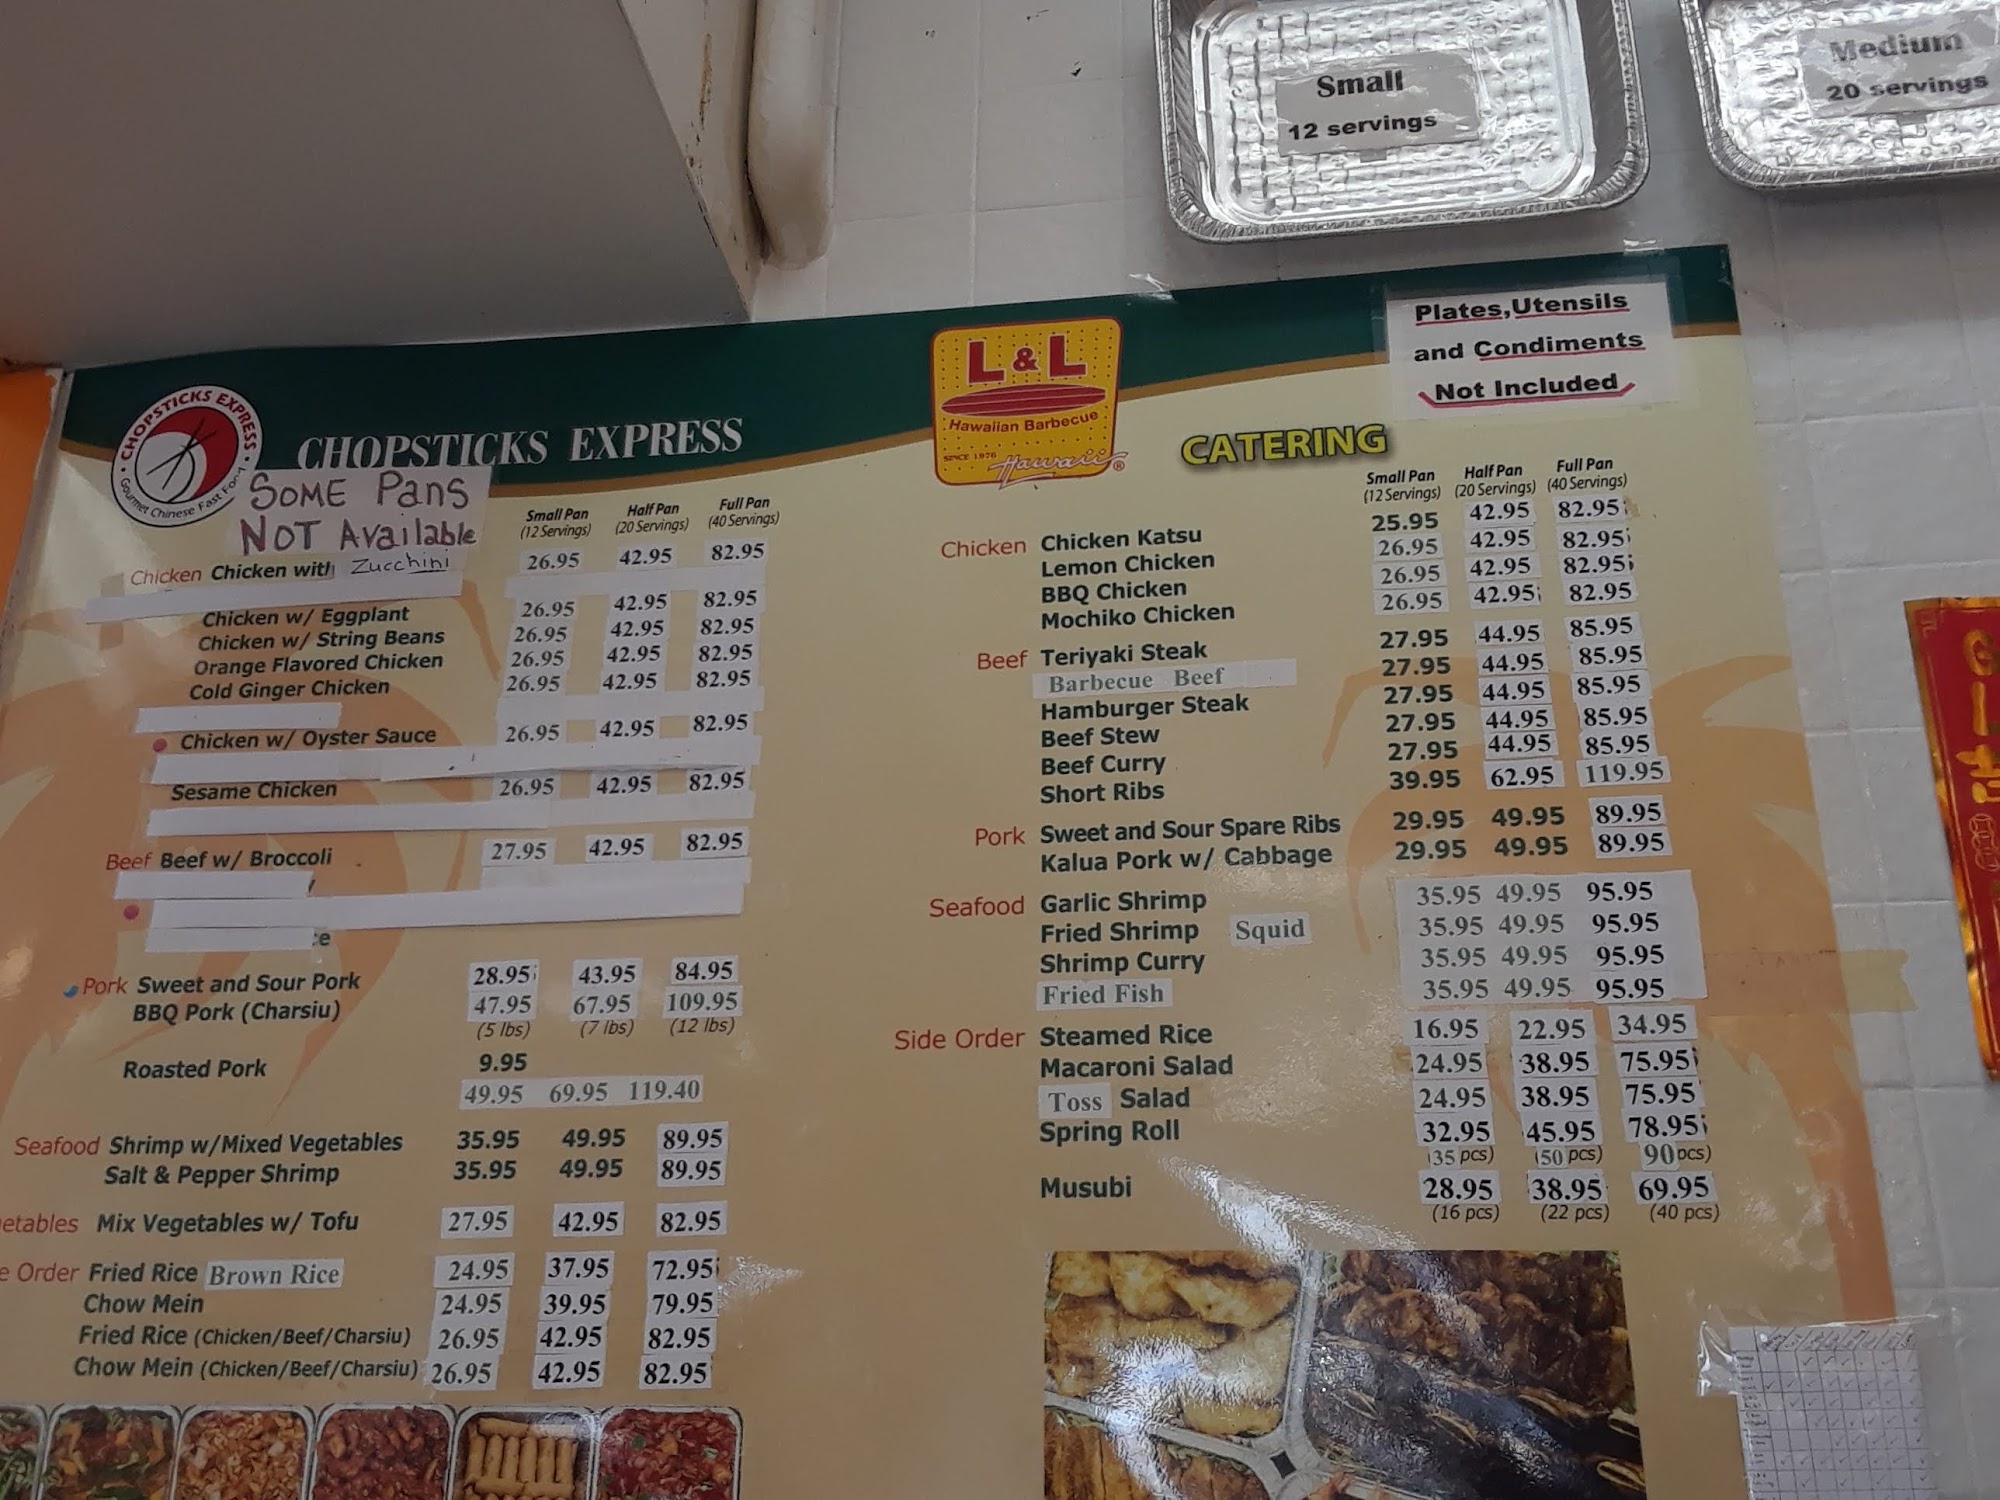 Small
12 servings
Medium
20 servings
Plates,Utensils
and Condiments
Not Included
CHOPSTICKS EXPRESS
Gourmet Chinese Fast Food
CHOPSTICKS EXPRESS
SOME Pans
NOT Available
Small Pan Half Pan Full Pan
(12 Servings) (20 Servings) (40 Servings)
Chicken Chicken with Zucchini 26.95 42.95 82.95
Chicken w/ Eggplant 26.95 42.95 82.95
Chicken w/ String Beans 26.95 42.95 82.95
Orange Flavored Chicken 26.95 42.95 82.95
Cold Ginger Chicken 26.95 42.95 82.95
Chicken w/ Oyster Sauce 26.95 42.95 82.95
Sesame Chicken 26.95 42.95 82.95
Beef Beef w/ Broccoli 27.95 42.95 82.95
Pork Sweet and Sour Pork 28.95 43.95 84.95
BBQ Pork (Charsiu) 47.95 67.95 109.95
(5 lbs) (7 lbs) (12 lbs)
Roasted Pork 9.95
49.95 69.95 119.40
Seafood Shrimp w/Mixed Vegetables 35.95 49.95 89.95
Salt & Pepper Shrimp 35.95 49.95 89.95
etables Mix Vegetables w/ Tofu 27.95 42.95 82.95
e Order Fried Rice Brown Rice 24.95 37.95 72.95
Chow Mein 24.95 39.95 79.95
Fried Rice (Chicken/Beef/Charsiu) 26.95 42.95 82.95
Chow Mein (Chicken/Beef/Charsiu) 26.95 42.95 82.95
L&L
Hawaiian Barbecue
SINCE 1976
Hawaii ®
CATERING
Small Pan Half Pan Full Pan
(12 Servings) (20 Servings) (40 Servings)
Chicken Chicken Katsu 25.95 42.95 82.95
Lemon Chicken 26.95 42.95 82.95
BBQ Chicken 26.95 42.95 82.95
Mochiko Chicken 26.95 42.95 82.95
Beef Teriyaki Steak 27.95 44.95 85.95
Barbecue Beef 27.95 44.95 85.95
Hamburger Steak 27.95 44.95 85.95
Beef Stew 27.95 44.95 85.95
Beef Curry 27.95 44.95 85.95
Short Ribs 39.95 62.95 119.95
Pork Sweet and Sour Spare Ribs 29.95 49.95 89.95
Kalua Pork w/ Cabbage 29.95 49.95 89.95
Seafood Garlic Shrimp 35.95 49.95 95.95
Fried Shrimp Squid 35.95 49.95 95.95
Shrimp Curry 35.95 49.95 95.95
Fried Fish 35.95 49.95 95.95
Side Order Steamed Rice 16.95 22.95 34.95
Macaroni Salad 24.95 38.95 75.95
Toss Salad 24.95 38.95 75.95
Spring Roll 32.95 45.95 78.95
(35 pcs) (50 pcs) 90 pcs)
Musubi 28.95 38.95 69.95
(16 pcs) (22 pcs) (40 pcs)